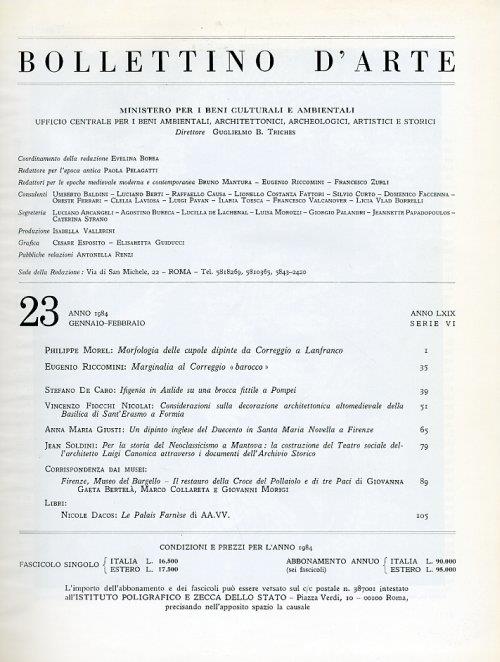 BOLLETTINO D'ARTE
MINISTERO PER I BENI CULTURALI E AMBIENTALI
UFFICIO CENTRALE PER I BENI AMBIENTALI, ARCHITETTONICI, ARCHEOLOGICI, ARTISTICI E STORICI
Direttore GUGLIELMO B. TRICHES
Coordinamento della redazione EVELINA BOREA
Redattore per l'epoca antica PAOLA PELAGATTI
Redattori per le epoche medievale moderna e contemporanea BRUNO MANTURA – EUGENIO RICCOMINI – FRANCESCO ZURLI
Consulenti UMBERTO BALDINI – LUCIANO BERTI – RAFFAELLO CAUSA – LIONELLO COSTANZA FATTORI – SILVIO CURTO – DOMENICO FACCENNA –
ORESTE FERRARI – CLELIA LAVIOSA – LUIGI PAVAN – ILARIA TOESCA – FRANCESCO VALCANOVER – LICIA VLAD BORRELLI
Segreteria LUCIANO ARCANGELI – AGOSTINO BURECA – LUCILLA DE LACHENAL – LUISA MOROZZI – GIORGIO PALANDRI – JEANNETTE PAPADOPOULOS –
CATERINA STRANO
Produzione ISABELLA VALLERINI
Grafica CESARE ESPOSITO – ELISABETTA GUIDUCCI
Pubbliche relazioni ANTONELLA RENZI
Sede della Redazione: Via di San Michele, 22 – ROMA – Tel. 5818269, 5810365, 5843-2420
23 ANNO 1984 ANNO LXIX
GENNAIO-FEBBRAIO SERIE VI
PHILIPPE MOREL: Morfologia delle cupole dipinte da Correggio a Lanfranco 1
EUGENIO RICCOMINI: Marginalia al Correggio «barocco» 35
STEFANO DE CARO: Ifigenia in Aulide su una brocca fittile a Pompei 39
VINCENZO FIOCCHI NICOLAI: Considerazioni sulla decorazione architettonica altomedievale della 51
Basilica di Sant'Erasmo a Formia
ANNA MARIA GIUSTI: Un dipinto inglese del Duecento in Santa Maria Novella a Firenze 65
JEAN SOLDINI: Per la storia del Neoclassicismo a Mantova: la costruzione del Teatro sociale del- 79
l'architetto Luigi Canonica attraverso i documenti dell'Archivio Storico
CORRISPONDENZA DAI MUSEI:
Firenze, Museo del Bargello – Il restauro della Croce del Pollaiolo e di tre Paci di GIOVANNA 89
GAETA BERTELÀ, MARCO COLLARETA e GIOVANNI MORIGI
LIBRI:
NICOLE DACOS: Le Palais Farnèse di AA.VV. 105
CONDIZIONI E PREZZI PER L'ANNO 1984
FASCICOLO SINGOLO { ITALIA L. 16.500 ABBONAMENTO ANNUO { ITALIA L. 90.000
ESTERO L. 17.500 (sei fascicoli) ESTERO L. 98.000
L'importo dell'abbonamento e dei fascicoli può essere versato sul c/c postale n. 387001 intestato
all'ISTITUTO POLIGRAFICO E ZECCA DELLO STATO – Piazza Verdi, 10 – 00100 Roma,
precisando nell'apposito spazio la causale